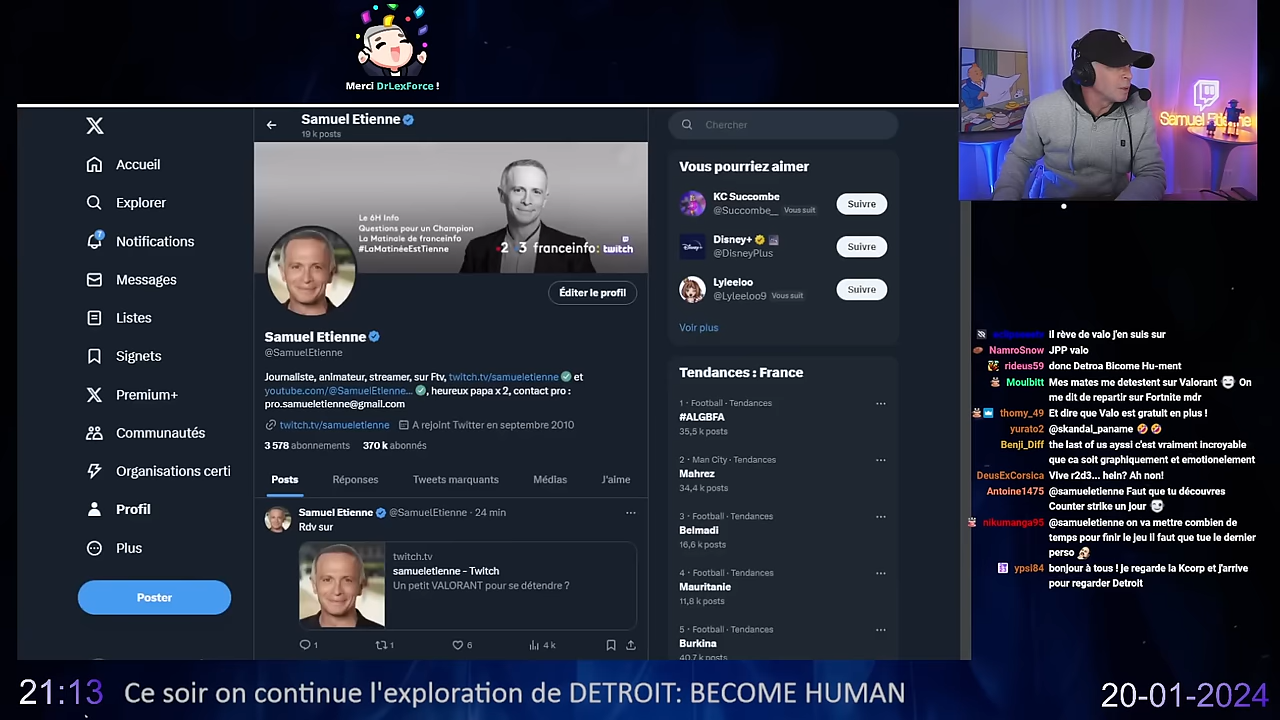 Merci DrLexForce !
Samuel Etienne
19 k posts
Accueil
Explorer
7
Notifications
Messages
Listes
Signets
Premium+
Communautés
Organisations certi
Profil
Plus
Poster
Le 6H Info
Questions pour un Champion
La Matinale de franceinfo
#LaMatinéeEstTienne
2 3 franceinfo: twitch
Éditer le profil
Samuel Etienne
@SamuelEtienne
Journaliste, animateur, streamer, sur Ftv, twitch.tv/samueletienne et
youtube.com/@SamuelEtienne... , heureux papa x 2, contact pro :
pro.samueletienne@gmail.com
twitch.tv/samueletienne A rejoint Twitter en septembre 2010
3 578 abonnements 370 k abonnés
Posts Réponses Tweets marquants Médias J'aime
Samuel Etienne @SamuelEtienne · 24 min
Rdv sur
twitch.tv
samueletienne - Twitch
Un petit VALORANT pour se détendre ?
1 1 6 4 k
Chercher
Vous pourriez aimer
KC Succombe
@Succombe__ Vous suit
Suivre
Disney+
Disney+
@DisneyPlus
Suivre
Lyleeloo
@Lyleeloo9 Vous suit
Suivre
Voir plus
Tendances : France
1 · Football · Tendances
#ALGBFA
35,5 k posts
2 · Man City · Tendances
Mahrez
34,4 k posts
3 · Football · Tendances
Belmadi
16,6 k posts
4 · Football · Tendances
Mauritanie
11,8 k posts
5 · Football · Tendances
Burkina
40,7 k posts
Samuel Etienne
il rêve de valo j'en suis sur
NamroSnow JPP valo
rideus59 donc Detroa Bicome Hu-ment
Moulbitt Mes mates me detestent sur Valorant On
me dit de repartir sur Fortnite mdr
thomy_49 Et dire que Valo est gratuit en plus !
yurato2 @skandal_paname
Benji_Diff the last of us ayssi c'est vraiment incroyable
que ca soit graphiquement et emotionelement
DeusExCorsica Vive r2d3... hein? Ah non!
Antoine1475 @samueletienne Faut que tu découvres
Counter strike un jour
nikumanga95 @samueletienne on va mettre combien de
temps pour finir le jeu il faut que tue le dernier
perso
ypsi84 bonjour à tous ! je regarde la Kcorp et j'arrive
pour regarder Detroit
21:13 Ce soir on continue l'exploration de DETROIT: BECOME HUMAN 20-01-2024